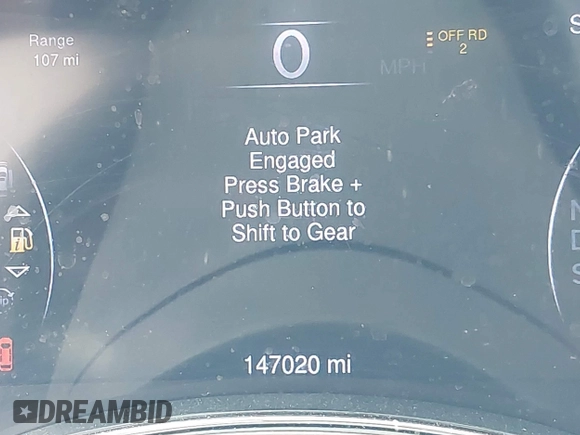 Range
107 mi
0
MPH
OFF RD
2
Auto Park
Engaged
Press Brake +
Push Button to
Shift to Gear
147020 mi
DREAMBID